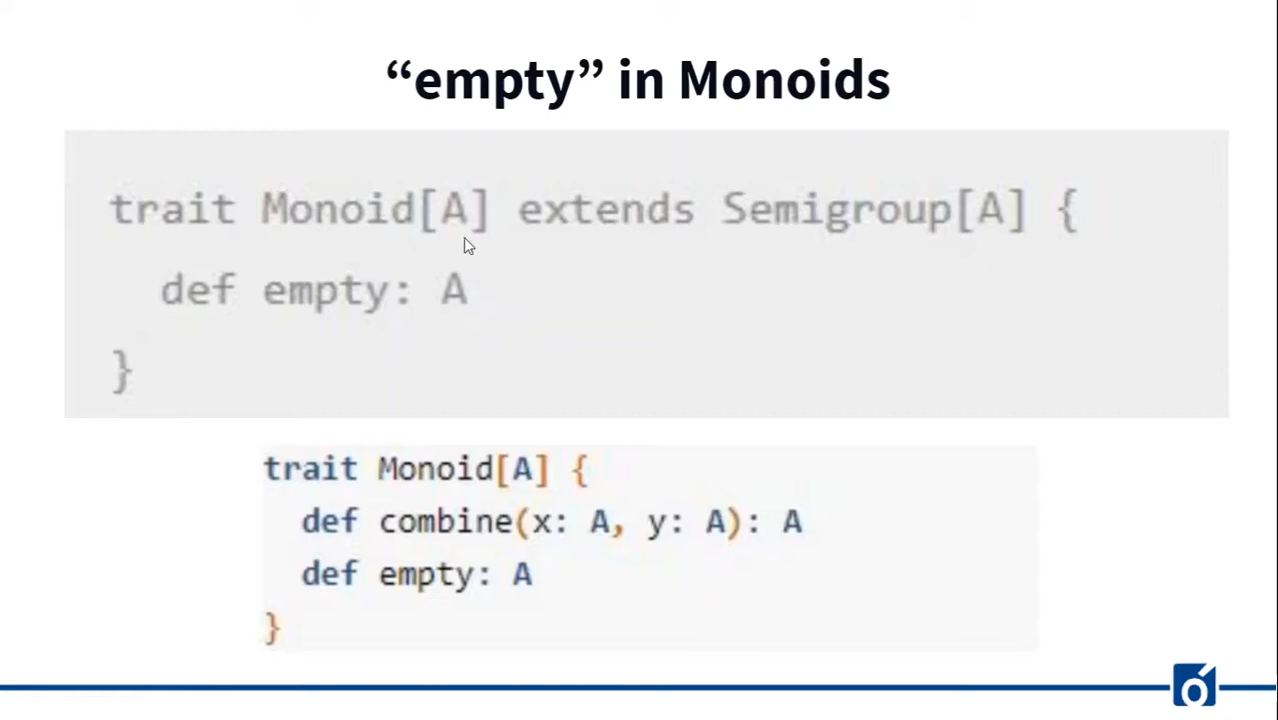 “empty” in Monoids
trait Monoid[A] extends Semigroup[A] {
  def empty: A
}
trait Monoid[A] {
  def combine(x: A, y: A): A
  def empty: A
}